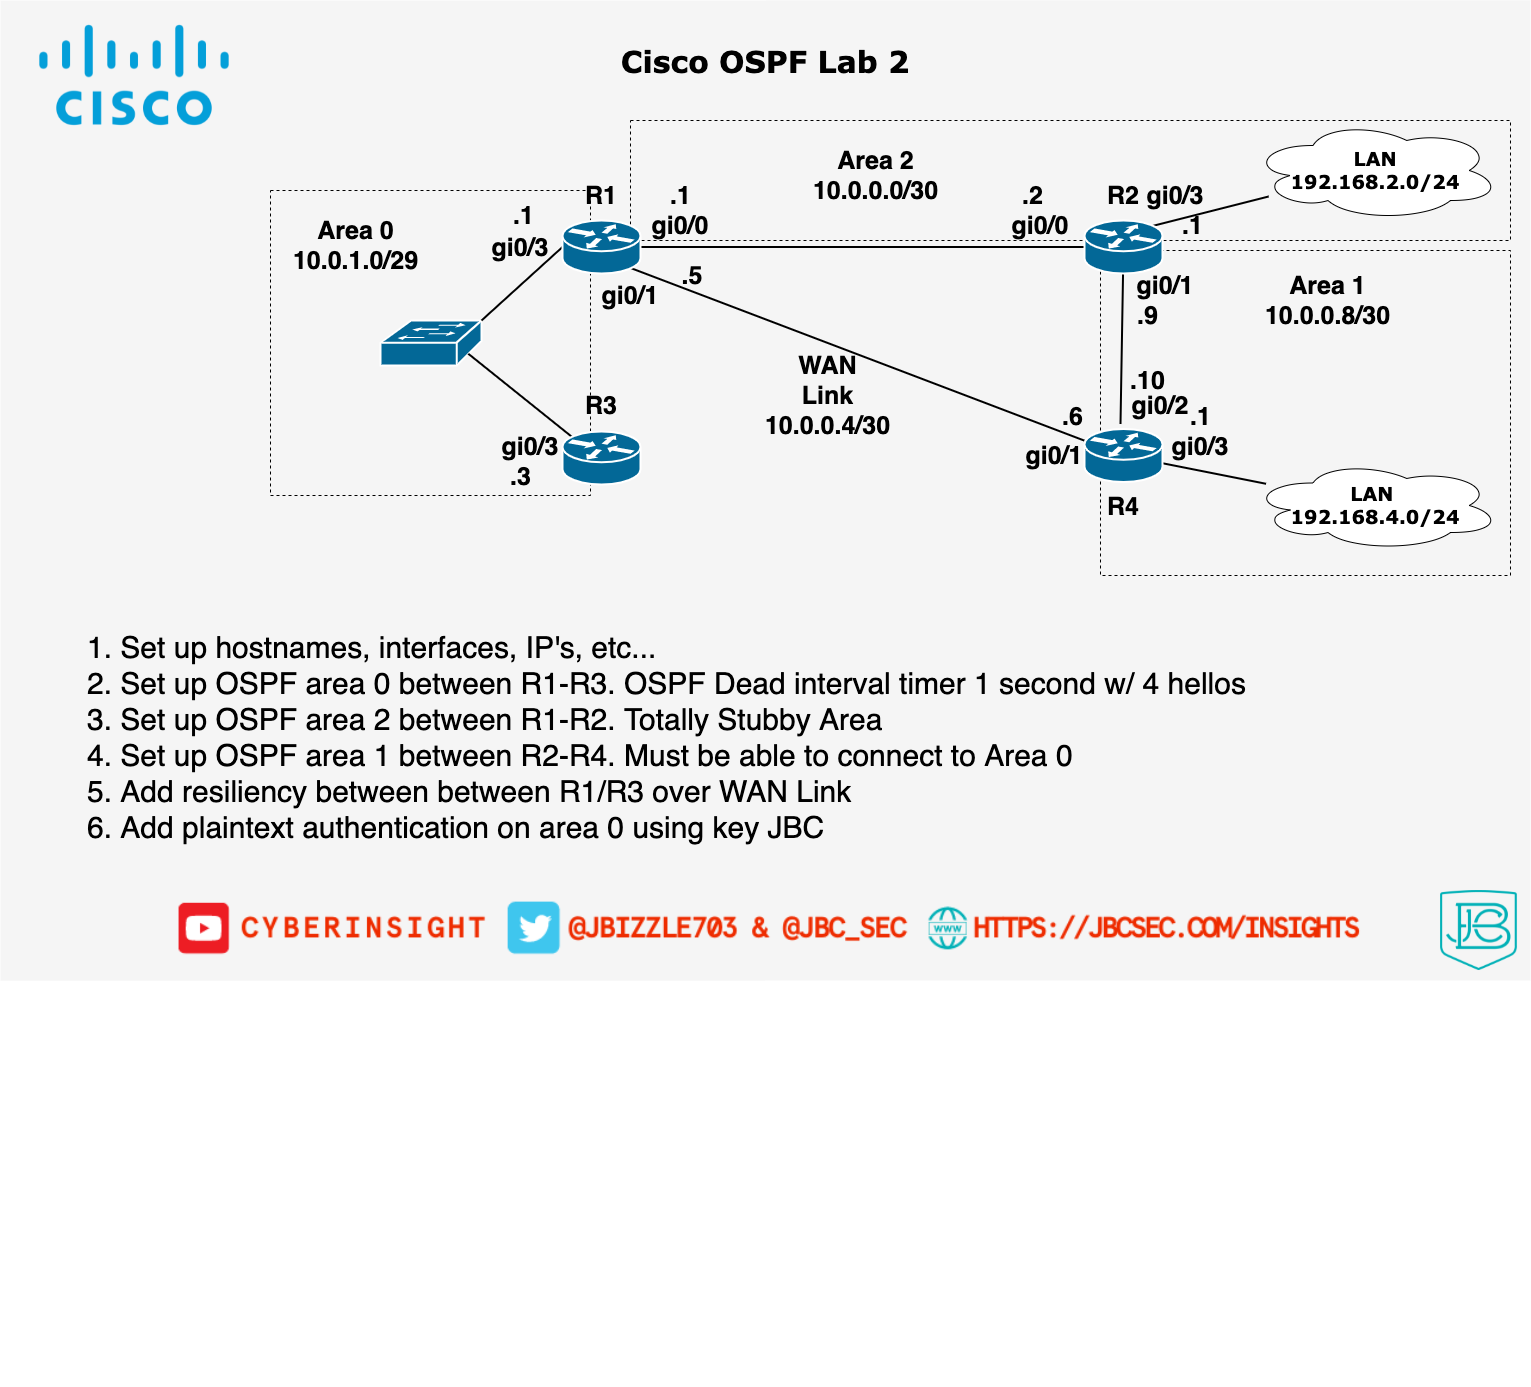 CISCO
Cisco OSPF Lab 2
Area 2
10.0.0.0/30
LAN
192.168.2.0/24
Area 0
10.0.1.0/29
.1
gi0/3
R1
.1
gi0/0
.2
gi0/0
R2 gi0/3
.1
.5
gi0/1
gi0/1
.9
Area 1
10.0.0.8/30
WAN
Link
10.0.0.4/30
.10
gi0/2
.1
gi0/3
.6
gi0/1
R3
gi0/3
.3
R4
LAN
192.168.4.0/24
1. Set up hostnames, interfaces, IP's, etc...
2. Set up OSPF area 0 between R1-R3. OSPF Dead interval timer 1 second w/ 4 hellos
3. Set up OSPF area 2 between R1-R2. Totally Stubby Area
4. Set up OSPF area 1 between R2-R4. Must be able to connect to Area 0
5. Add resiliency between between R1/R3 over WAN Link
6. Add plaintext authentication on area 0 using key JBC
CYBERINSIGHT
@JBIZZLE703 & @JBC_SEC
WWW
HTTPS://JBCSEC.COM/INSIGHTS
JBC